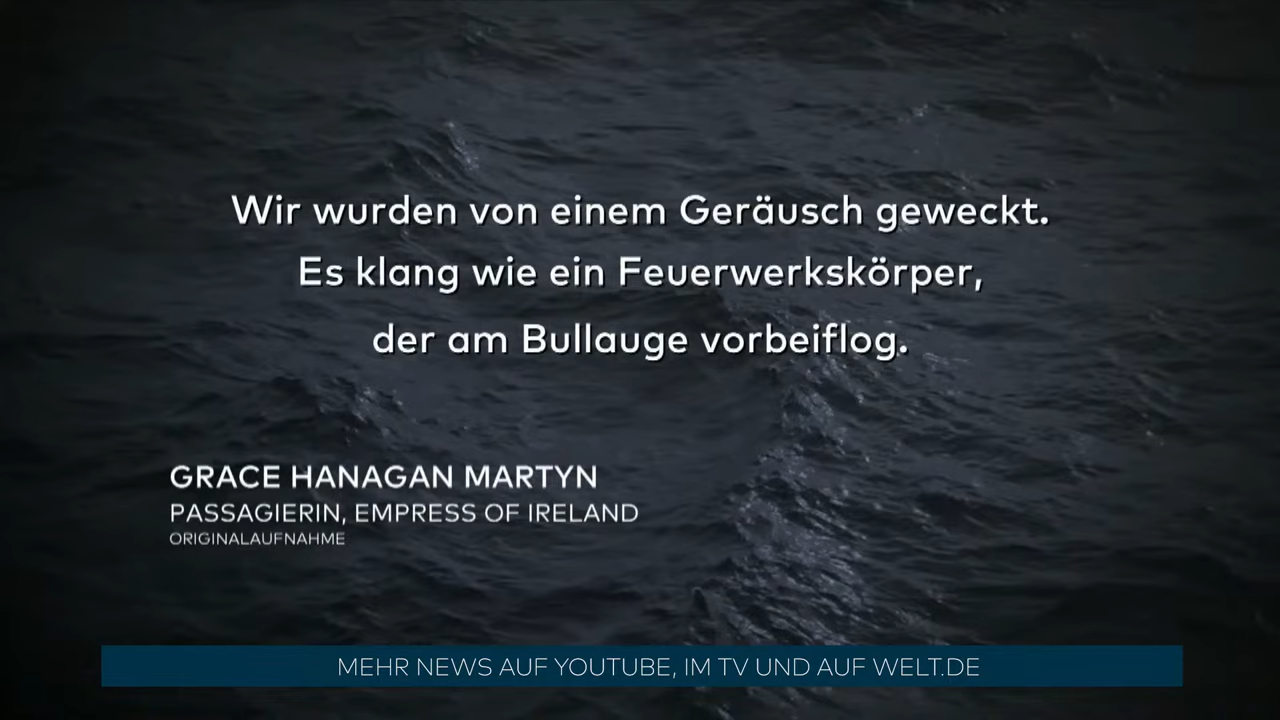 Wir wurden von einem Geräusch geweckt.
Es klang wie ein Feuerwerkskörper,
der am Bullauge vorbeiflog.
GRACE HANAGAN MARTYN
PASSAGIERIN, EMPRESS OF IRELAND
ORIGINALAUFNAHME
MEHR NEWS AUF YOUTUBE, IM TV UND AUF WELT.DE